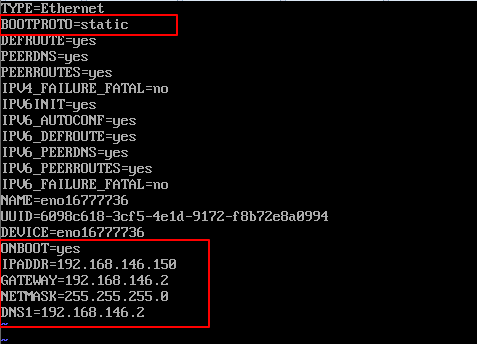 TYPE=Ethernet
BOOTPROTO=static
DEFROUTE=yes
PEERDNS=yes
PEERROUTES=yes
IPV4_FAILURE_FATAL=no
IPV6INIT=yes
IPV6_AUTOCONF=yes
IPV6_DEFROUTE=yes
IPV6_PEERDNS=yes
IPV6_PEERROUTES=yes
IPV6_FAILURE_FATAL=no
NAME=eno16777736
UUID=6098c618-3cf5-4e1d-9172-f8b72e8a0994
DEVICE=eno16777736
ONBOOT=yes
IPADDR=192.168.146.150
GATEWAY=192.168.146.2
NETMASK=255.255.255.0
DNS1=192.168.146.2
~
~